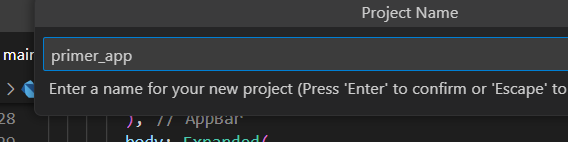 Project Name
main
primer_app
Enter a name for your new project (Press 'Enter' to confirm or 'Escape' to
28
), // AppBar
29
body: Expanded(